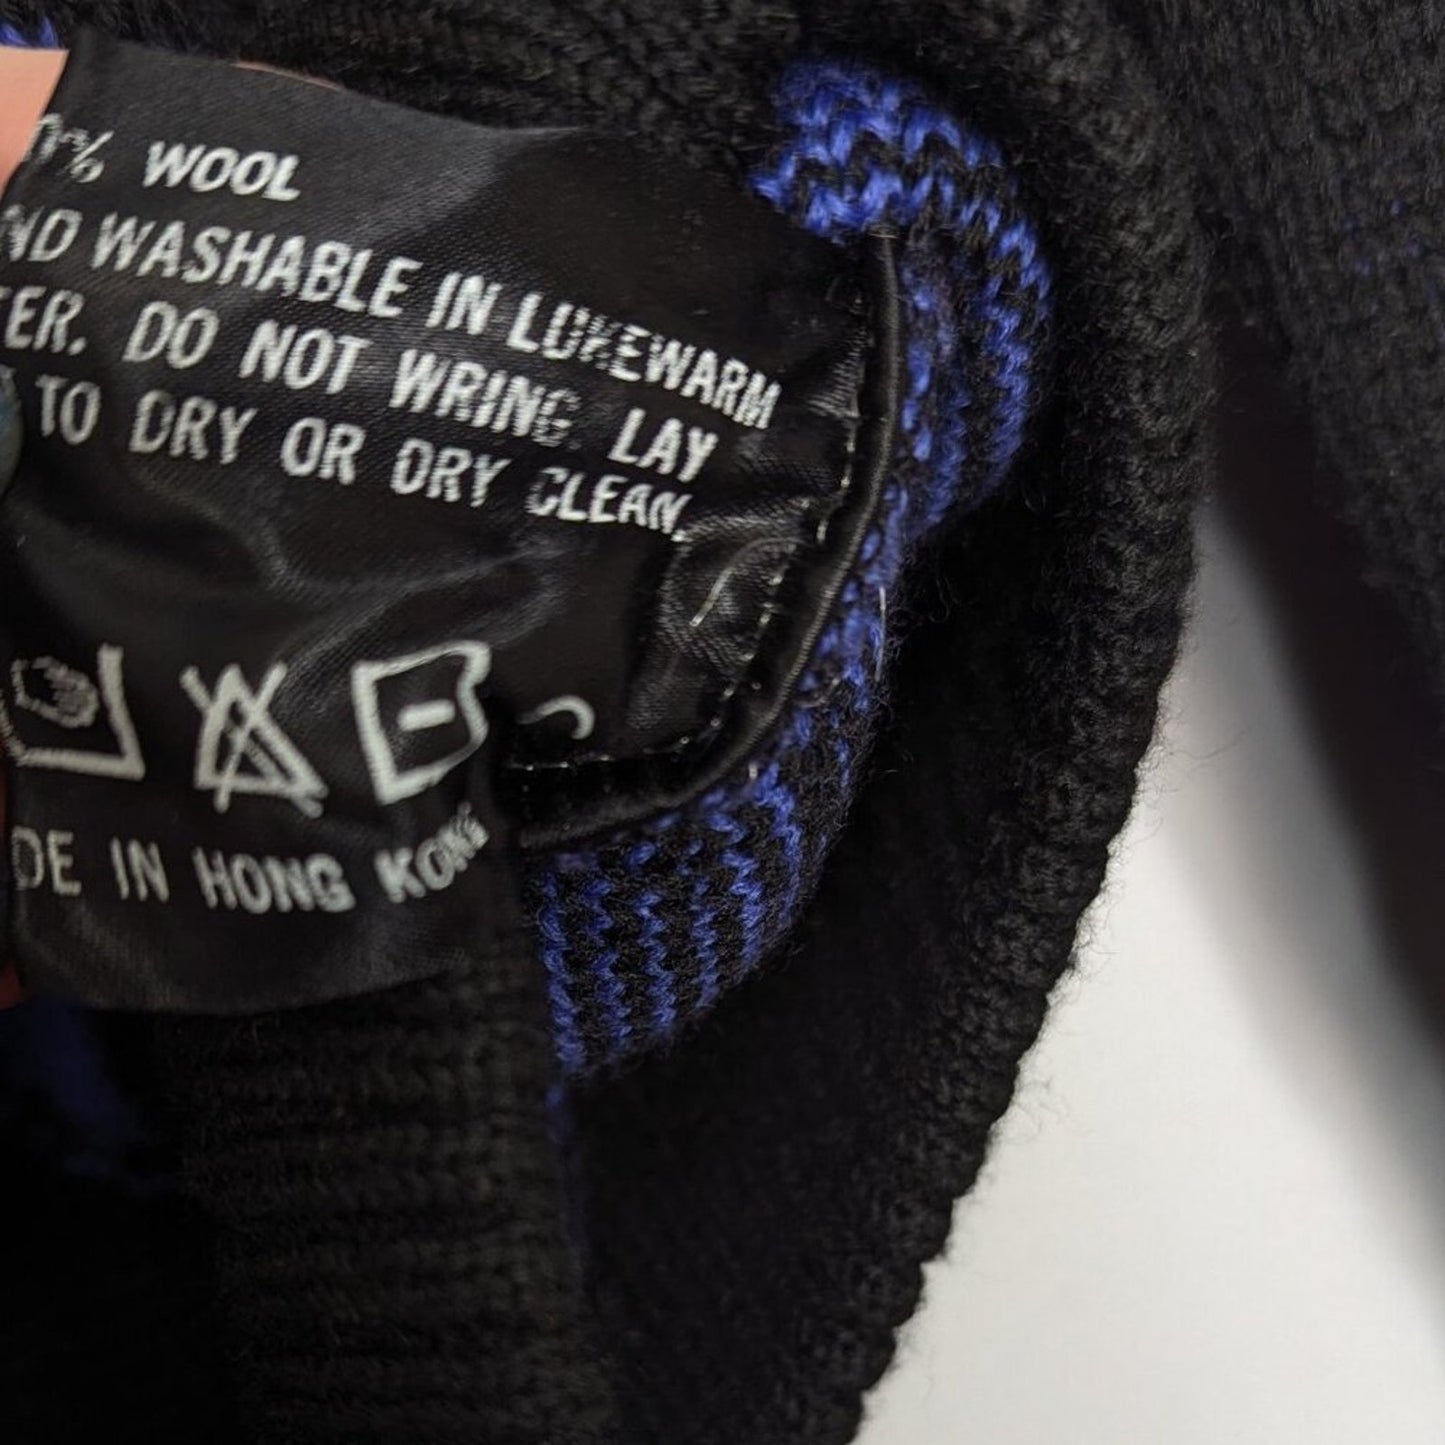 0% WOOL
ND WASHABLE IN LUKEWARM
TER. DO NOT WRING. LAY
TO DRY OR DRY CLEAN.
DE IN HONG KONG